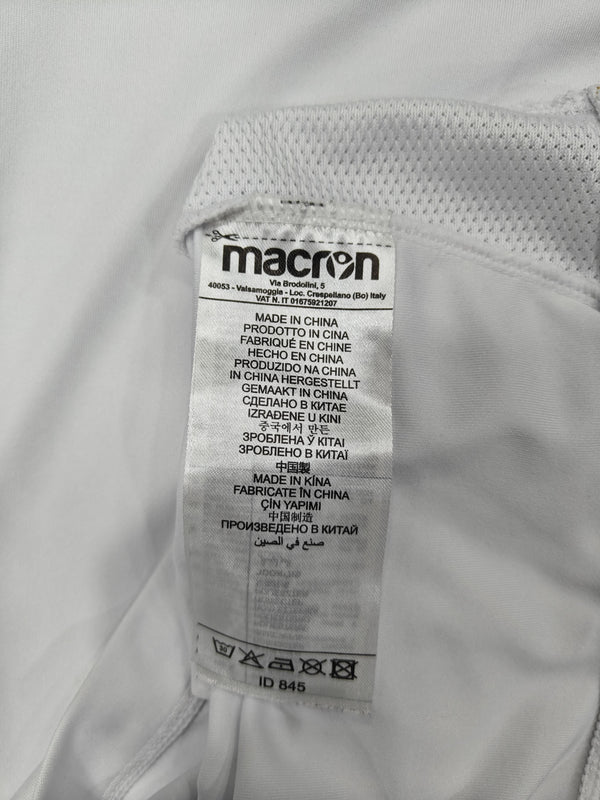 macron
Via Brodolini, 5
40053 - Valsamoggia - Loc. Crespellano (Bo) Italy
VAT N. IT 01675921207
MADE IN CHINA
PRODOTTO IN CINA
FABRIQUÉ EN CHINE
HECHO EN CHINA
PRODUZIDO NA CHINA
IN CHINA HERGESTELLT
GEMAAKT IN CHINA
СДЕЛАНО В КИТАЕ
IZRAĐENE U KINI
중국에서 만든
ЗРОБЛЕНА Ў КІТАІ
ЗРОБЛЕНО В КИТАЇ
中国製
MADE IN KÍNA
FABRICATE ÎN CHINA
ÇİN YAPIMI
中国制造
ПРОИЗВЕДЕНО В КИТАЙ
صنع في الصين
30
ID 845